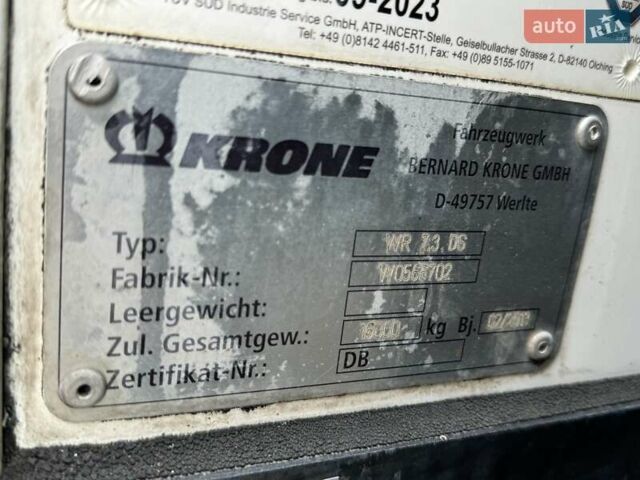 05-2023
auto RIA.com
TÜV SÜD Industrie Service GmbH, ATP-INCERT-Stelle, Geiselbullacher Strasse 2, D-82140 Olching
Tel: +49 (0)8142 4461-511, Fax: +49 (0)89 5155-1071
KRONE
Fahrzeugwerk
BERNARD KRONE GMBH
D-49757 Werlte
Typ: WR 7.3 DS
Fabrik-Nr.:
Leergewicht:
Zul. Gesamtgew.: kg Bj.:
Zertifikat-Nr.: DB